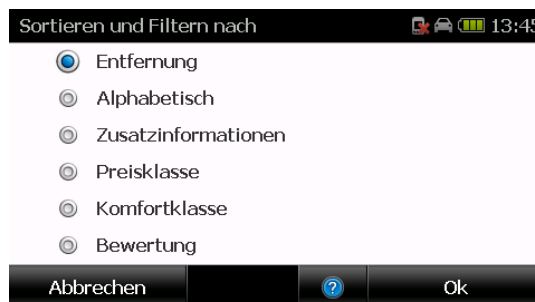 Sortieren und Filtern nach 13:45
Entfernung
Alphabetisch
Zusatzinformationen
Preisklasse
Komfortklasse
Bewertung
Abbrechen ? Ok